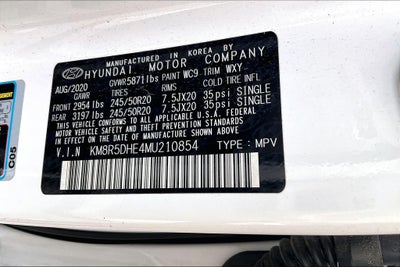 MANUFACTURED IN KOREA BY
HYUNDAI MOTOR COMPANY
AUG/2020 GVWR5871lbs PAINT WC9 TRIM WXY
GAWR TIRES RIMS COLD TIRE INFL
FRONT 2954 lbs 245/50R20 7.5JX20 35psi SINGLE
REAR 3197 lbs 245/50R20 7.5JX20 35psi SINGLE
THIS VEHICLE CONFORMS TO ALL APPLICABLE U.S.A. FEDERAL
MOTOR VEHICLE SAFETY AND THEFT PREVENTION STANDARDS
IN EFFECT ON THE DATE OF MANUFACTURE SHOWN ABOVE.
V.I.N KM8R5DHE4MU210854 TYPE: MPV
C05